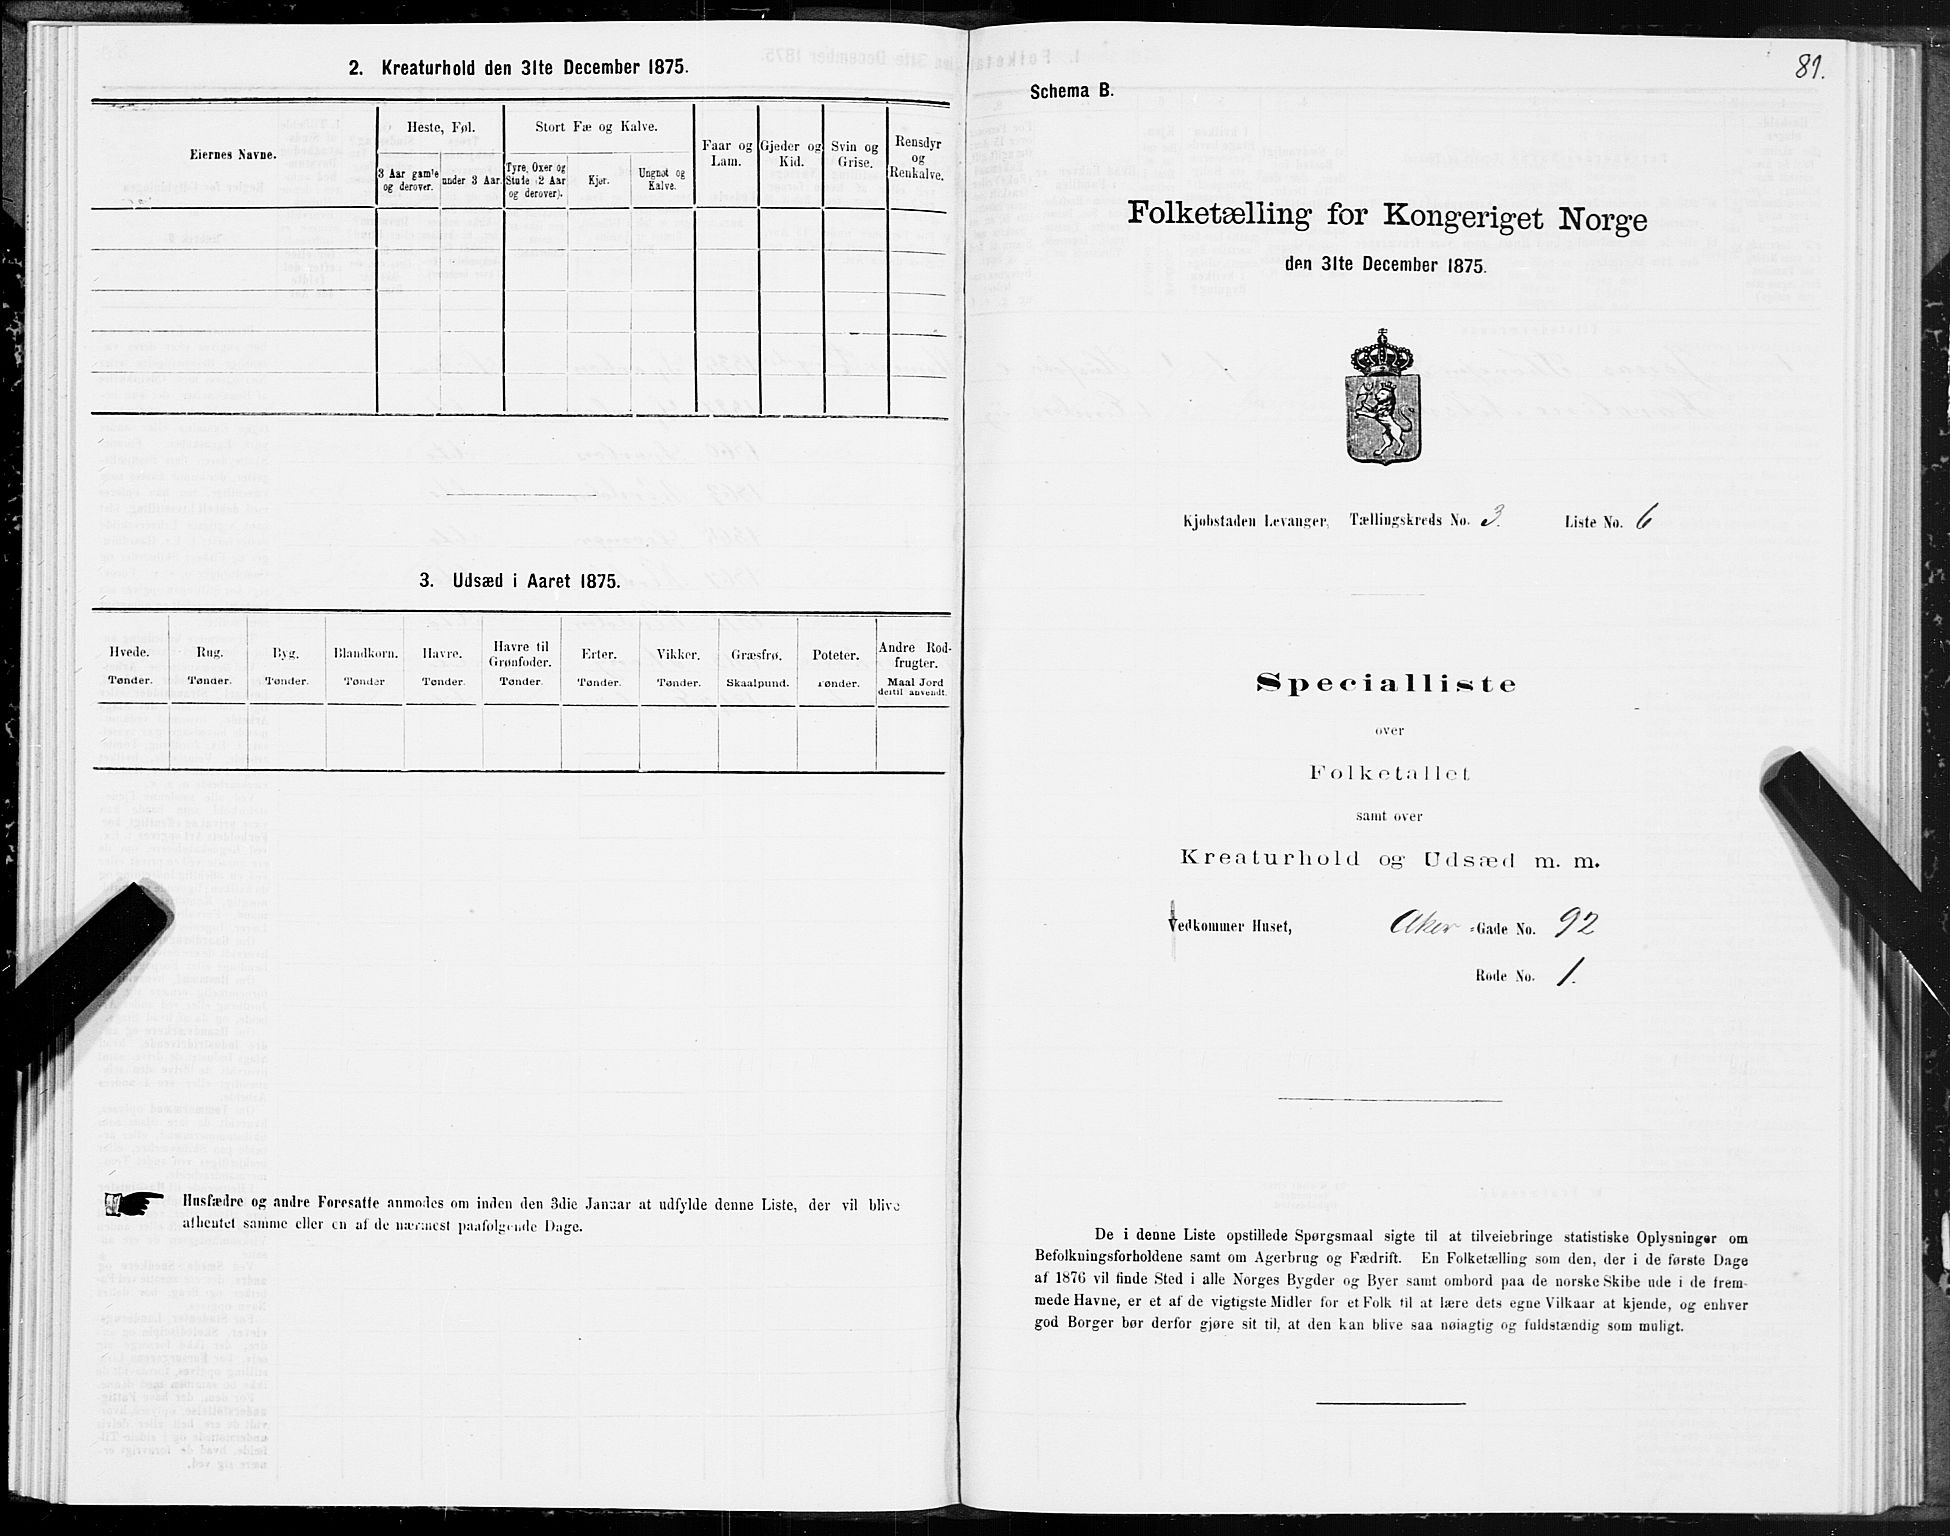 2. Kreaturhold den 31te December 1875.
Eiernes Navne.
Heste, Føl.
Stort Fæ og Kalve.
3 Aar gamle og derover.
under 3 Aar.
Tyre, Oxer og Stude (2 Aar og derover).
Kjør.
Ungnøt og Kalve.
Faar og Lam.
Gjeder og Kid.
Svin og Grise.
Rensdyr og Renkalve.
3. Udsæd i Aaret 1875.
Hvede. Tønder.
Rug. Tønder.
Byg. Tønder.
Blandkorn. Tønder
Havre. Tønder.
Havre til Grønfoder. Tønder.
Erter. Tønder.
Vikker. Tønder.
Græsfrø. Skaalpund.
Poteter. Tønder.
Andre Rodfrugter. Maal Jord dertil anvendt.
Husfædre og andre Foresatte anmodes om inden den 3die Januar at udfylde denne Liste, der vil blive
afhentet samme eller en af de nærmest paafølgende Dage.
81.
Schema B.
Folketælling for Kongeriget Norge
den 31te December 1875.
Kjøbstaden Levanger, Tællingskreds No. 3. Liste No. 6
Specialliste
over
Folketallet
samt over
Kreaturhold og Udsæd m. m.
Vedkommer Huset, Aker-Gade No. 92
Rode No. 1.
De i denne Liste opstillede Spørgsmaal sigte til at tilveiebringe statistiske Oplysninger om
Befolkningsforholdene samt om Agerbrug og Fædrift. En Folketælling som den, der i de første Dage
af 1876 vil finde Sted i alle Norges Bygder og Byer samt ombord paa de norske Skibe ude i de frem-
mede Havne, er et af de vigtigste Midler for et Folk til at lære dets egne Vilkaar at kjende, og enhver
god Borger bør derfor gjøre sit til, at den kan blive saa nøiagtig og fuldstændig som muligt.